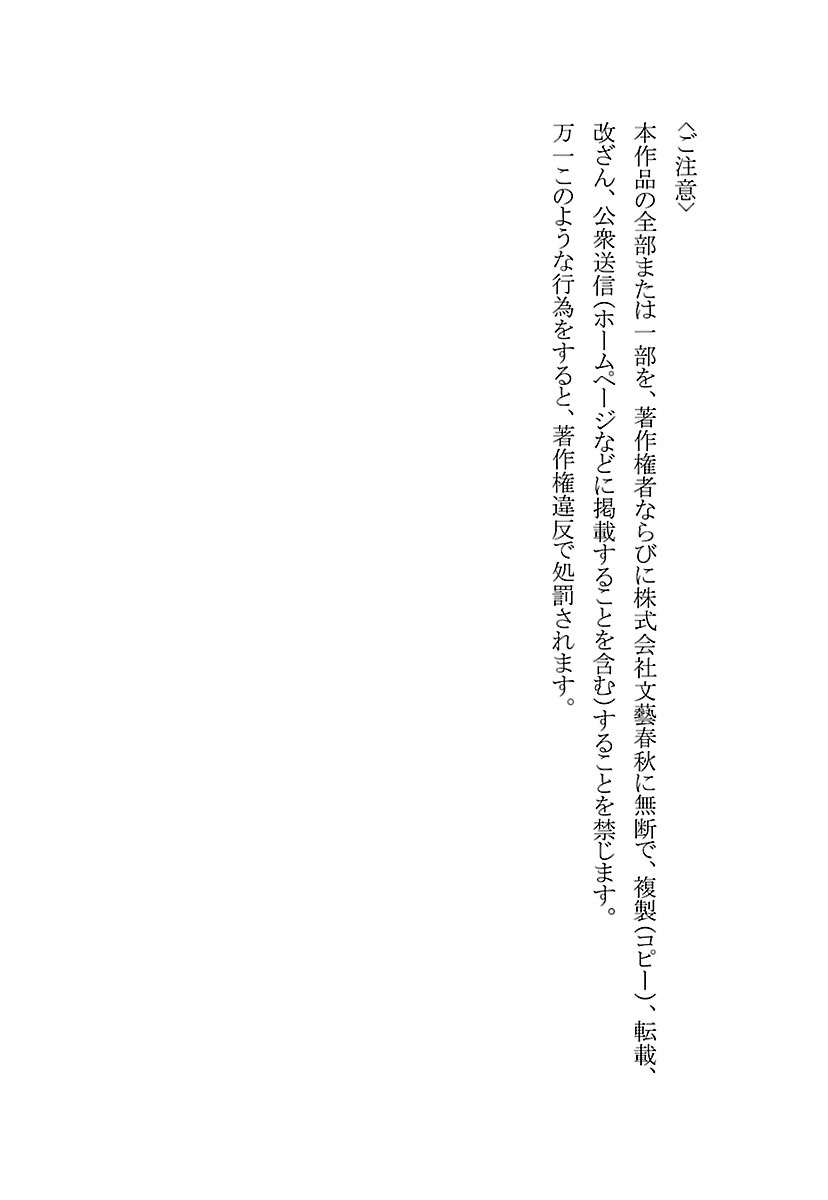 〈ご注意〉
本作品の全部または一部を、著作権者ならびに株式会社文藝春秋に無断で、複製(コピー)、転載、
改ざん、公衆送信(ホームページなどに掲載することを含む)することを禁じます。
万一このような行為をすると、著作権違反で処罰されます。